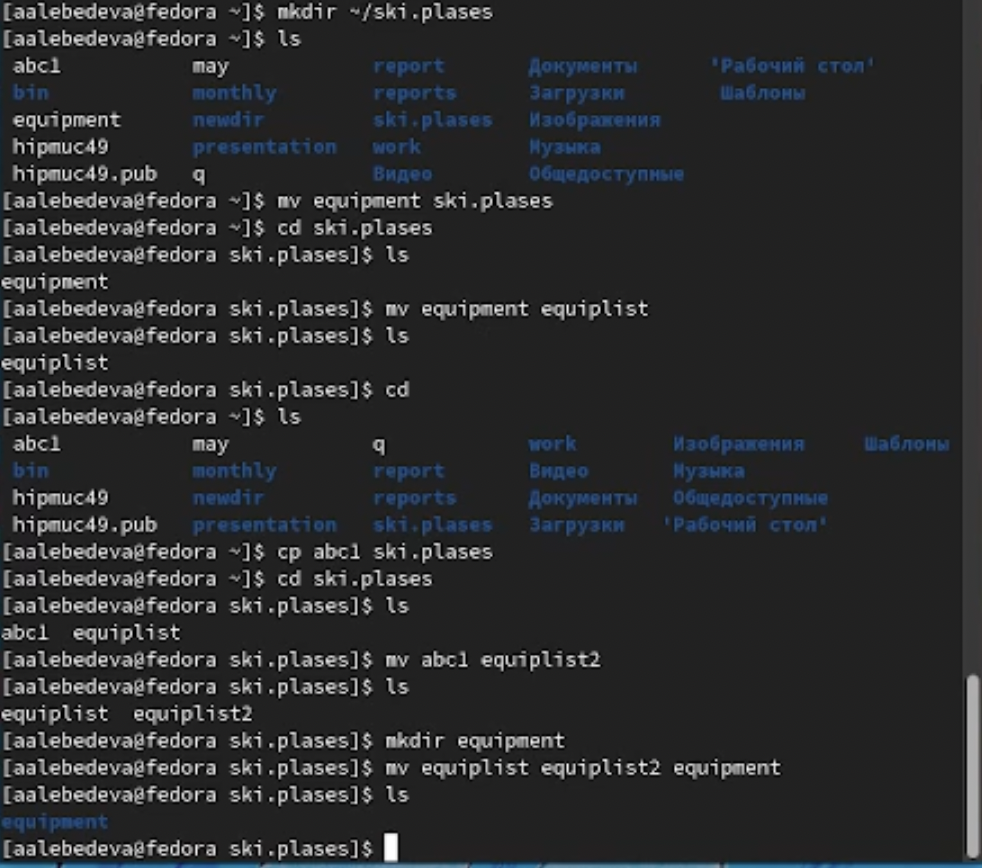 [aalebedeva@fedora ~]$ mkdir ~/ski.plases
[aalebedeva@fedora ~]$ ls
abc1 may report Документы 'Рабочий стол'
bin monthly reports Загрузки Шаблоны
equipment newdir ski.plases Изображения
hipmuc49 presentation work Музыка
hipmuc49.pub q Видео Общедоступные
[aalebedeva@fedora ~]$ mv equipment ski.plases
[aalebedeva@fedora ~]$ cd ski.plases
[aalebedeva@fedora ski.plases]$ ls
equipment
[aalebedeva@fedora ski.plases]$ mv equipment equiplist
[aalebedeva@fedora ski.plases]$ ls
equiplist
[aalebedeva@fedora ski.plases]$ cd
[aalebedeva@fedora ~]$ ls
abc1 may q work Изображения Шаблоны
bin monthly report Видео Музыка
hipmuc49 newdir reports Документы Общедоступные
hipmuc49.pub presentation ski.plases Загрузки 'Рабочий стол'
[aalebedeva@fedora ~]$ cp abc1 ski.plases
[aalebedeva@fedora ~]$ cd ski.plases
[aalebedeva@fedora ski.plases]$ ls
abc1 equiplist
[aalebedeva@fedora ski.plases]$ mv abc1 equiplist2
[aalebedeva@fedora ski.plases]$ ls
equiplist equiplist2
[aalebedeva@fedora ski.plases]$ mkdir equipment
[aalebedeva@fedora ski.plases]$ mv equiplist equiplist2 equipment
[aalebedeva@fedora ski.plases]$ ls
equipment
[aalebedeva@fedora ski.plases]$